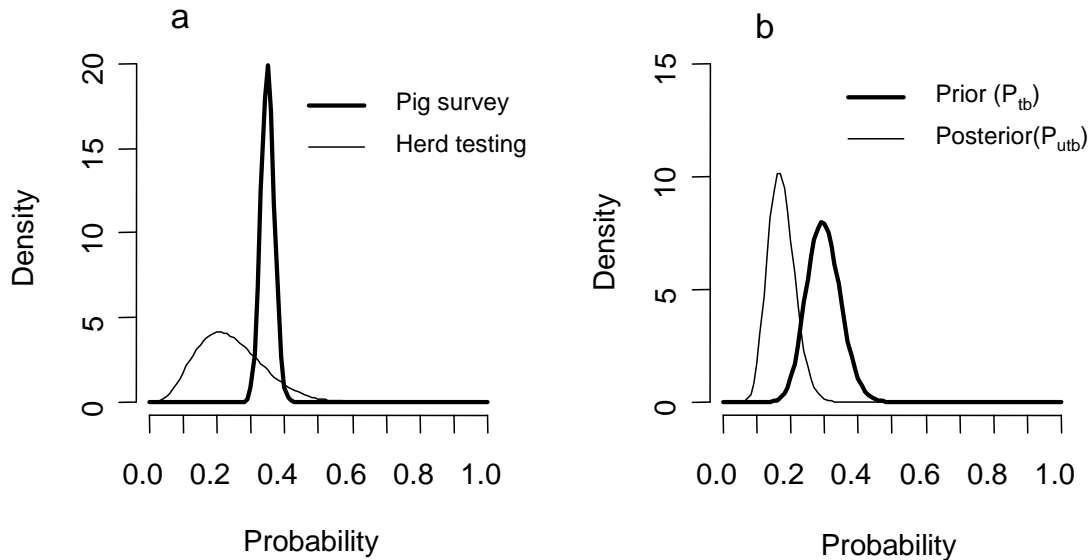 a
20
15
10
5
0
Density
Pig survey
Herd testing
0.0 0.2 0.4 0.6 0.8 1.0
Probability
b
15
10
5
0
Density
Prior (Ptb)
Posterior(Putb)
0.0 0.2 0.4 0.6 0.8 1.0
Probability